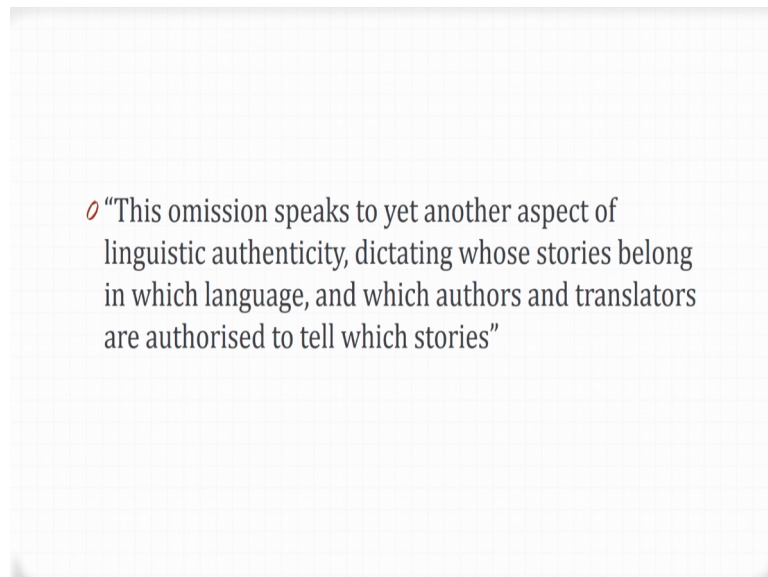 “This omission speaks to yet another aspect of
linguistic authenticity, dictating whose stories belong
in which language, and which authors and translators
are authorised to tell which stories”